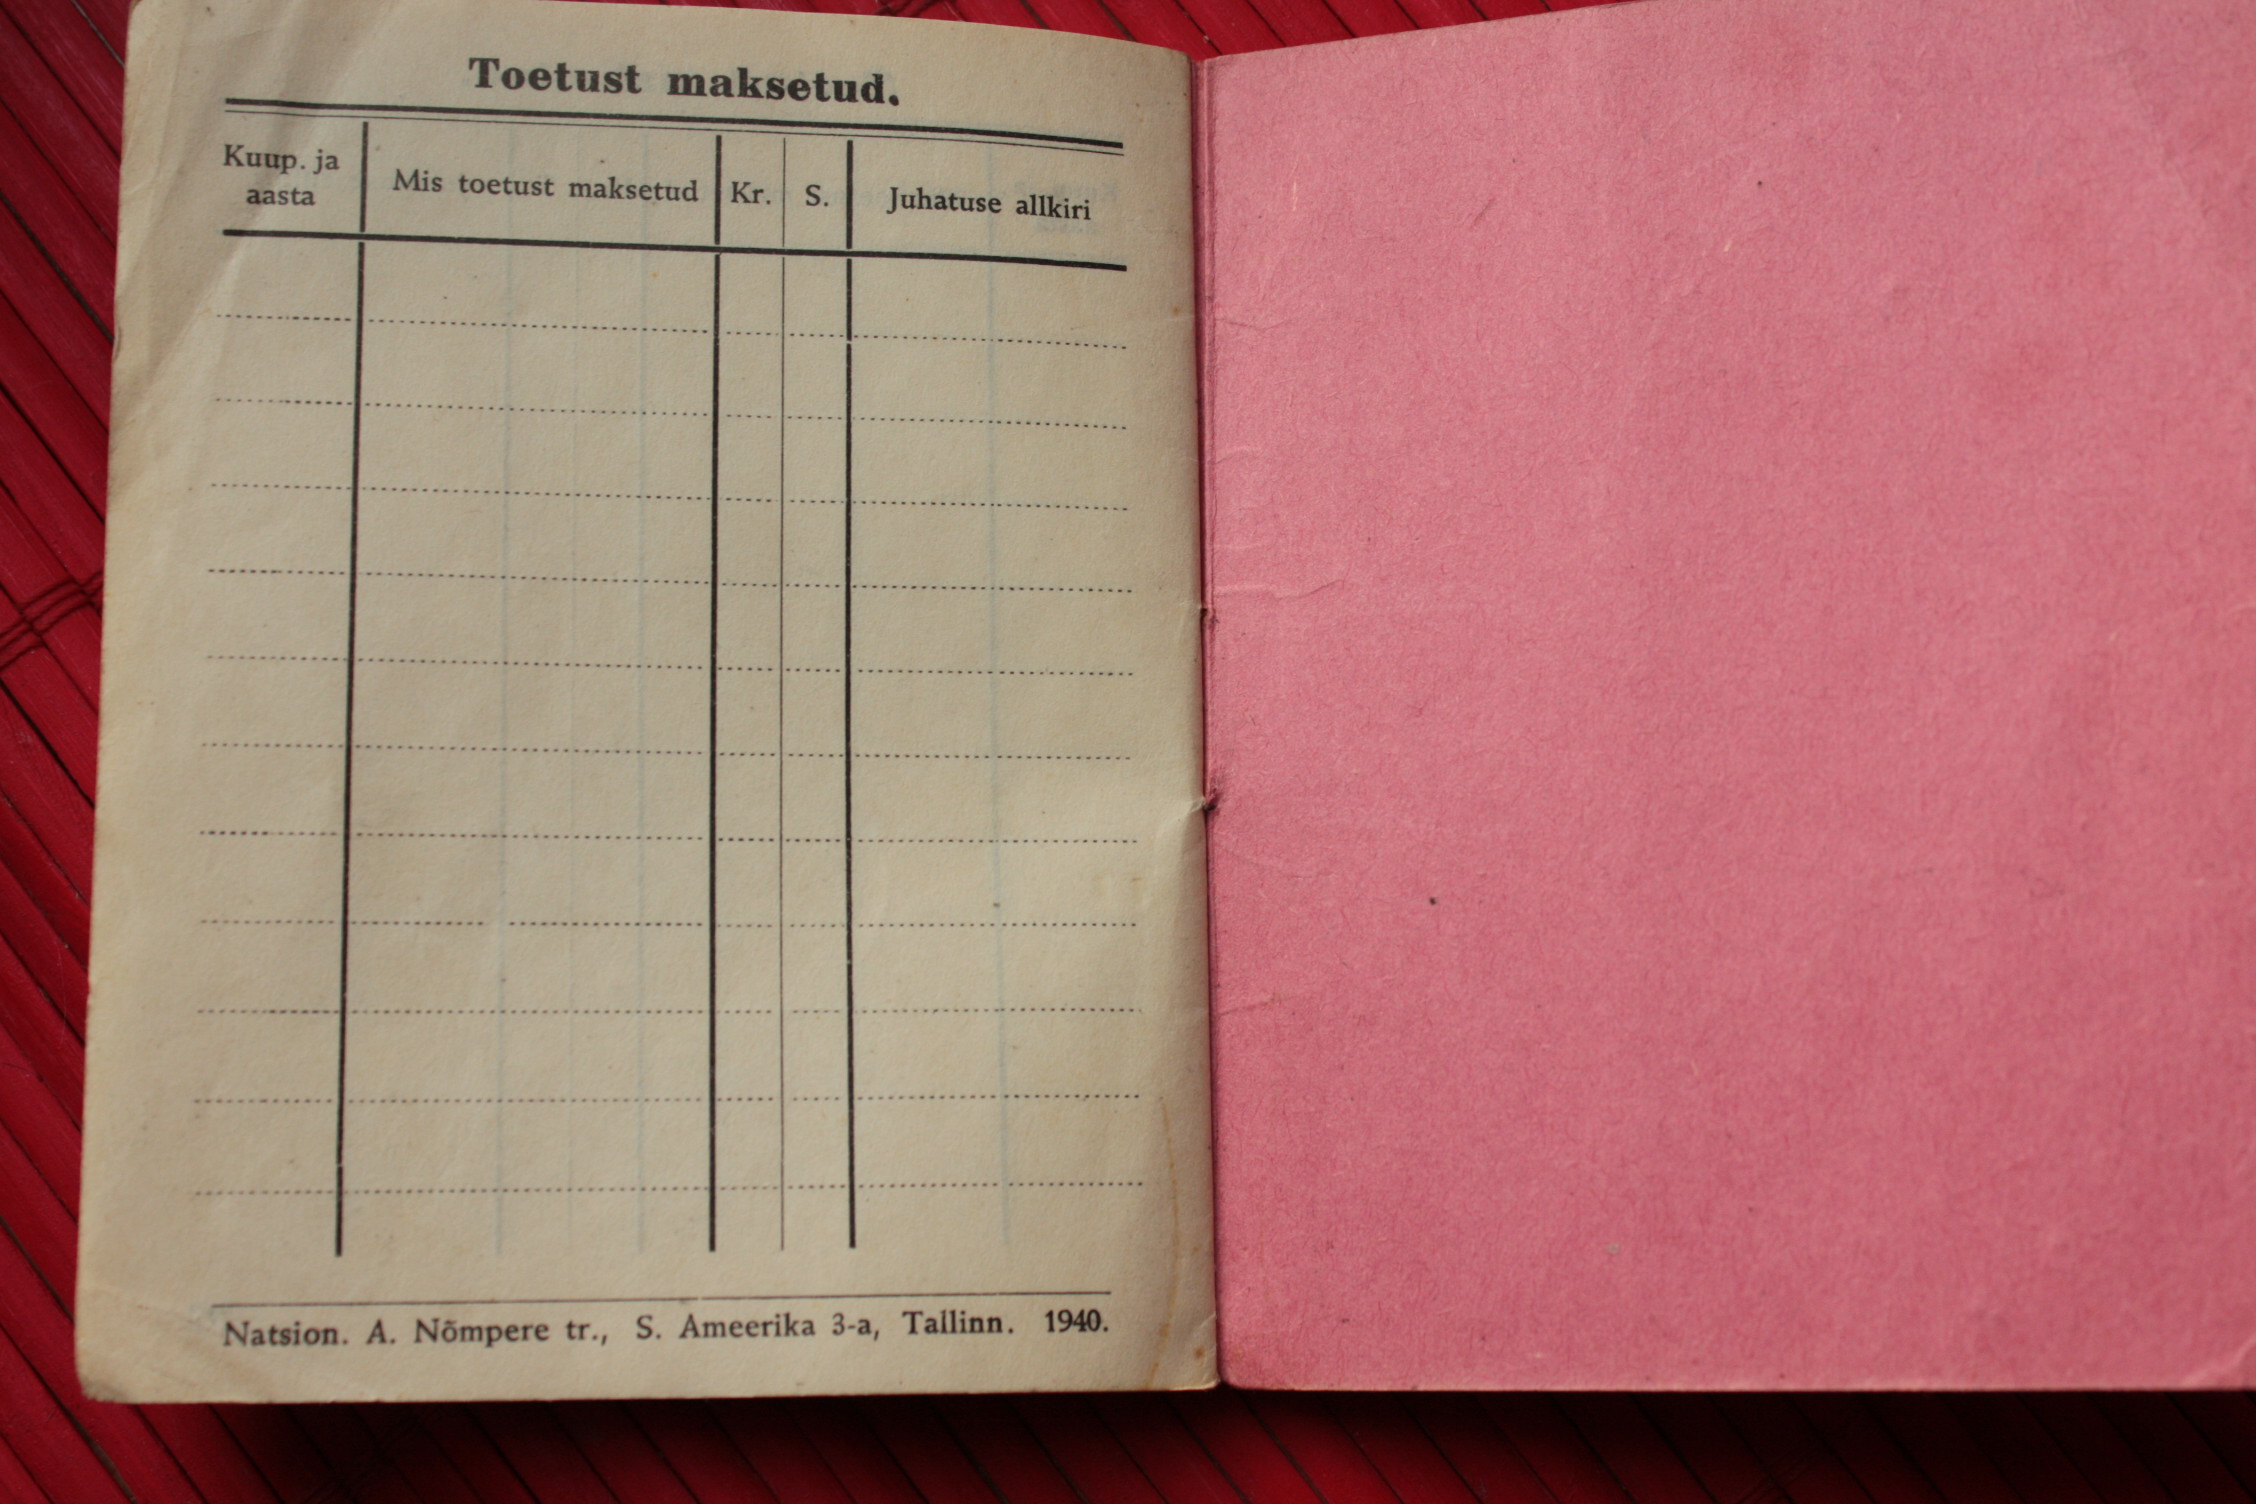 Toetust maksetud.
Kuup. ja
aasta
Mis toetust maksetud
Kr.
S.
Juhatuse allkiri
Natsion. A. Nõmpere tr., S. Ameerika 3-a, Tallinn. 1940.